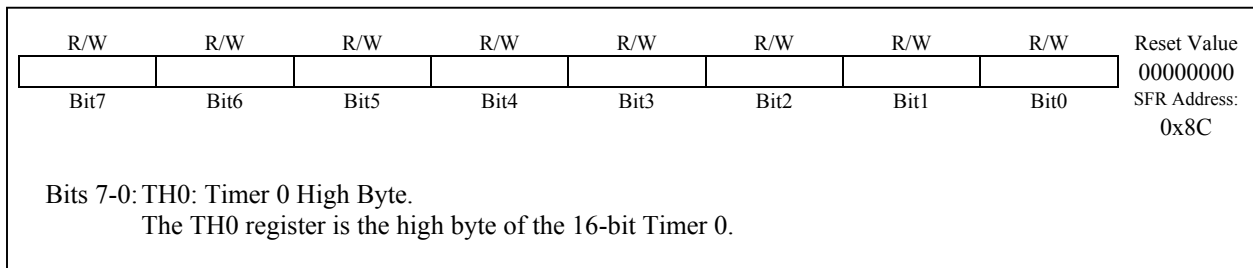 R/W R/W R/W R/W R/W R/W R/W R/W Reset Value
00000000
Bit7 Bit6 Bit5 Bit4 Bit3 Bit2 Bit1 Bit0 SFR Address:
0x8C
Bits 7-0: TH0: Timer 0 High Byte.
The TH0 register is the high byte of the 16-bit Timer 0.